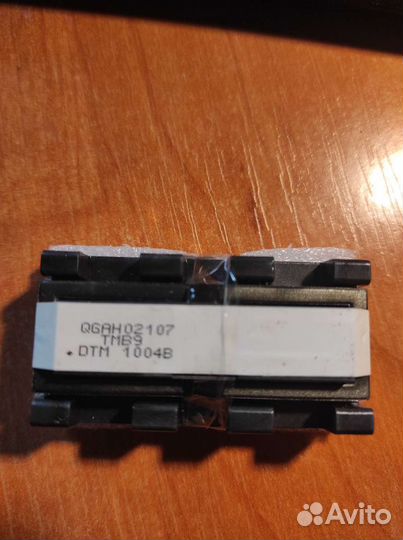 QGAH02107
TMB9
. DTM 1004B
Avito